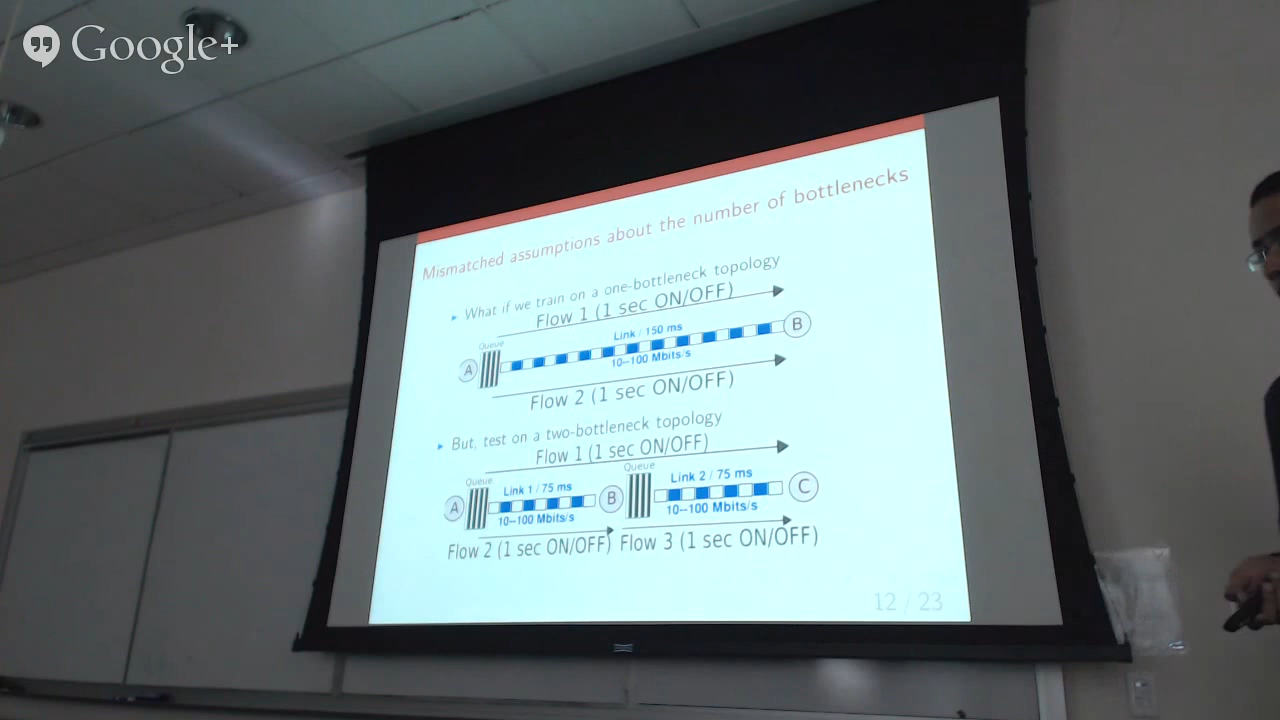 Google+
Mismatched assumptions about the number of bottlenecks
What if we train on a one-bottleneck topology
Flow 1 (1 sec ON/OFF)
Queue
Link / 150 ms
A
B
10--100 Mbits/s
Flow 2 (1 sec ON/OFF)
But, test on a two-bottleneck topology
Flow 1 (1 sec ON/OFF)
Queue
Queue
Link 1 / 75 ms
Link 2 / 75 ms
A
B
C
10--100 Mbits/s
10--100 Mbits/s
Flow 2 (1 sec ON/OFF)
Flow 3 (1 sec ON/OFF)
12 / 23